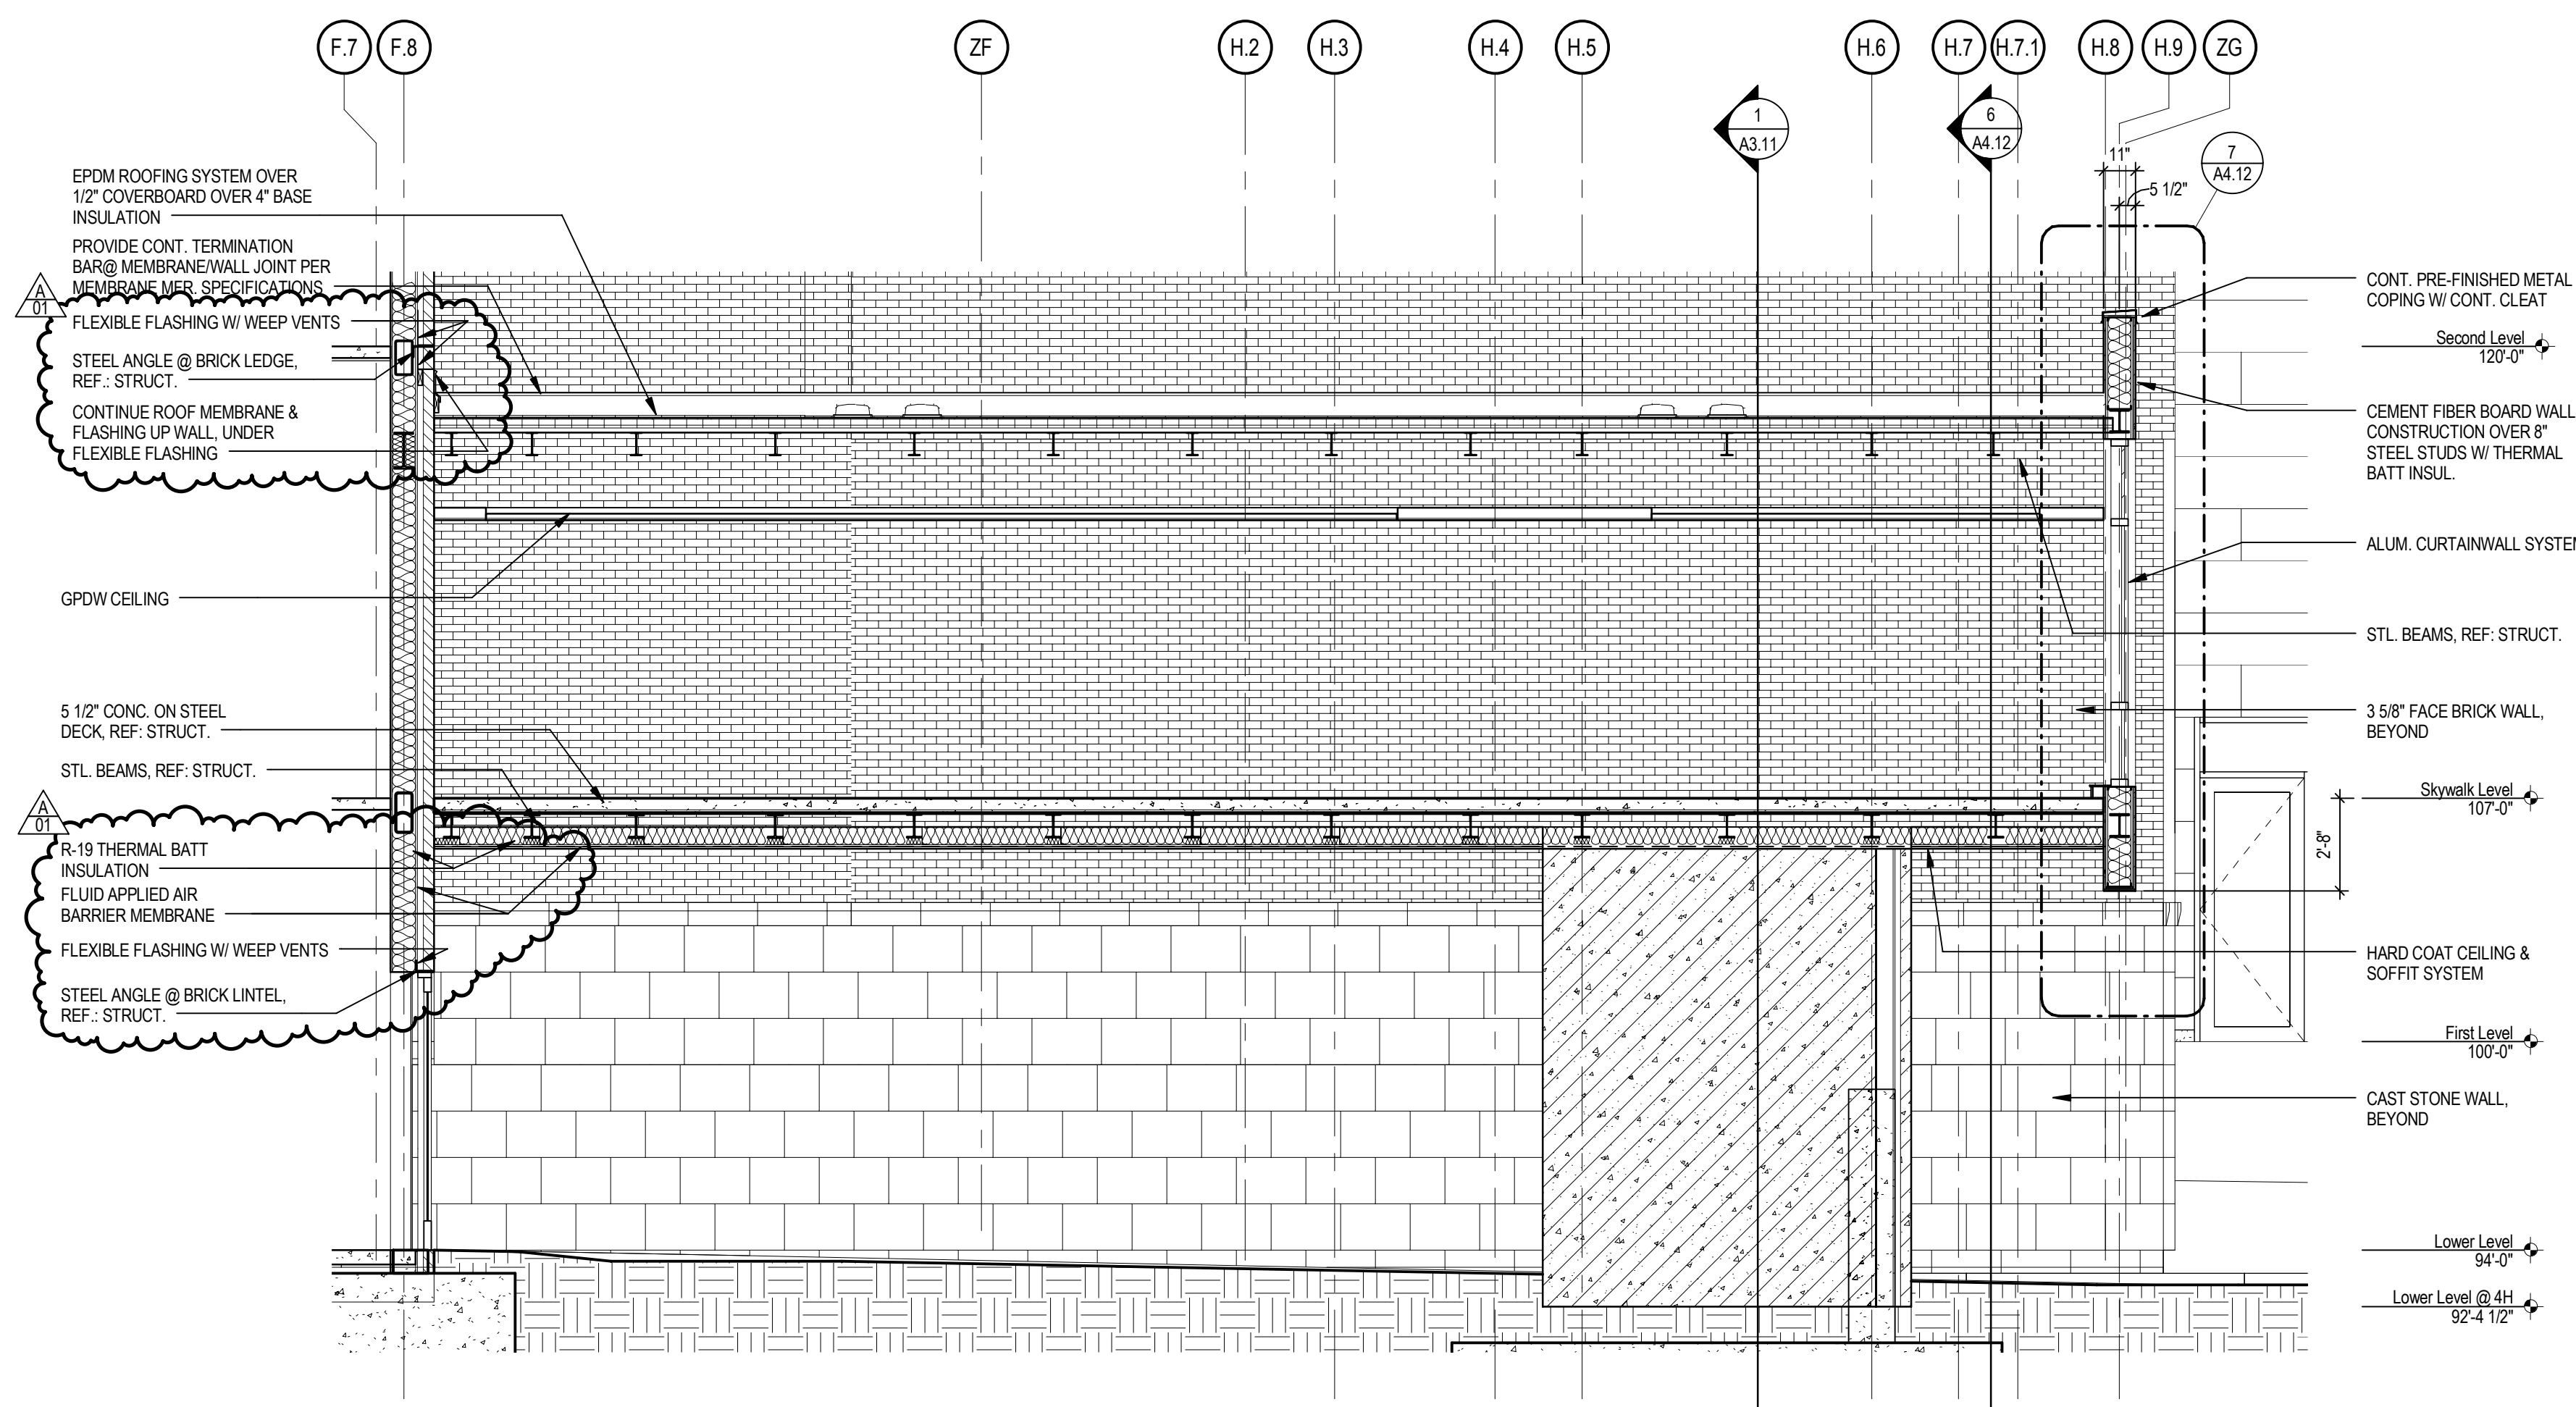 F.7
F.8
ZF
H.2
H.3
H.4
H.5
H.6
H.7
H.7.1
H.8
H.9
ZG
1
A3.11
6
A4.12
7
A4.12
11"
5 1/2"
EPDM ROOFING SYSTEM OVER
1/2" COVERBOARD OVER 4" BASE
INSULATION
PROVIDE CONT. TERMINATION
BAR@ MEMBRANE/WALL JOINT PER
MEMBRANE MER. SPECIFICATIONS
A
01
FLEXIBLE FLASHING W/ WEEP VENTS
STEEL ANGLE @ BRICK LEDGE,
REF.: STRUCT.
CONTINUE ROOF MEMBRANE &
FLASHING UP WALL, UNDER
FLEXIBLE FLASHING
GPDW CEILING
5 1/2" CONC. ON STEEL
DECK, REF: STRUCT.
STL. BEAMS, REF: STRUCT.
A
01
R-19 THERMAL BATT
INSULATION
FLUID APPLIED AIR
BARRIER MEMBRANE
FLEXIBLE FLASHING W/ WEEP VENTS
STEEL ANGLE @ BRICK LINTEL,
REF.: STRUCT.
CONT. PRE-FINISHED METAL
COPING W/ CONT. CLEAT
Second Level
120'-0"
CEMENT FIBER BOARD WALL
CONSTRUCTION OVER 8"
STEEL STUDS W/ THERMAL
BATT INSUL.
ALUM. CURTAINWALL SYSTEM
STL. BEAMS, REF: STRUCT.
3 5/8" FACE BRICK WALL,
BEYOND
Skywalk Level
107'-0"
2'-8"
HARD COAT CEILING &
SOFFIT SYSTEM
First Level
100'-0"
CAST STONE WALL,
BEYOND
Lower Level
94'-0"
Lower Level @ 4H
92'-4 1/2"